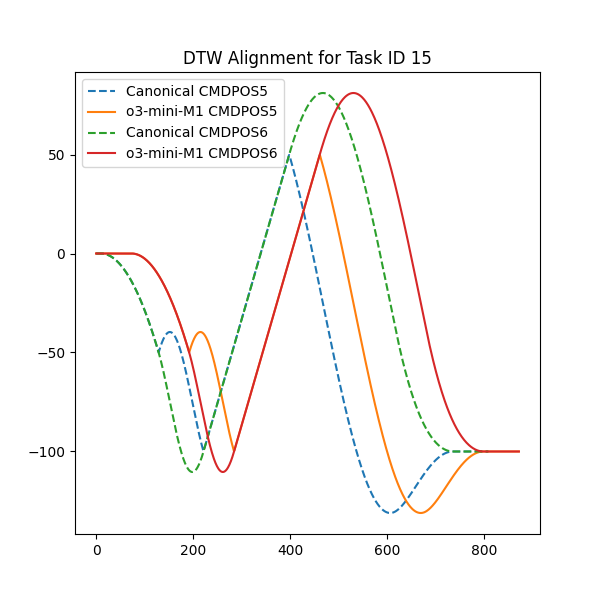 DTW Alignment for Task ID 15
Canonical CMDPOS5
o3-mini-M1 CMDPOS5
Canonical CMDPOS6
o3-mini-M1 CMDPOS6
50
0
−50
−100
0 200 400 600 800